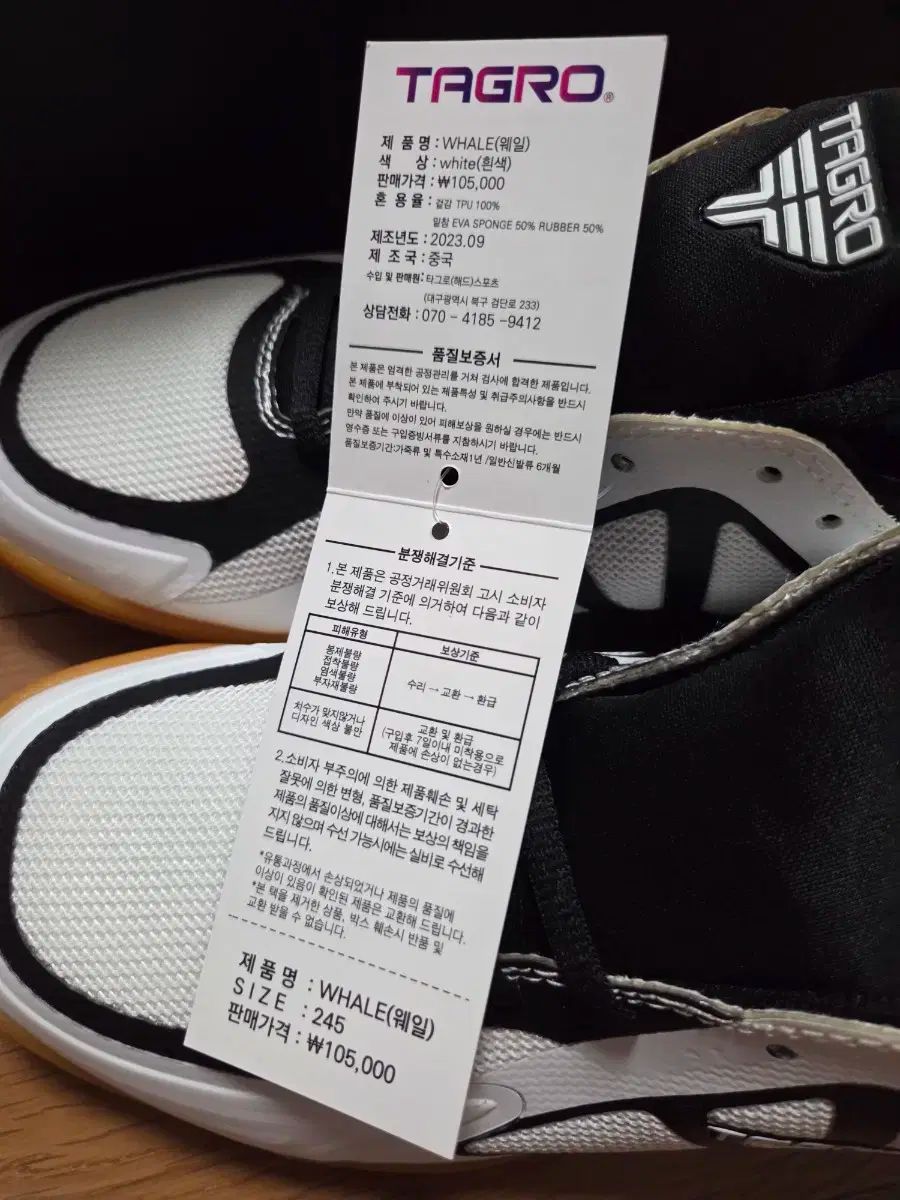 TAGRO®
제 품 명 : WHALE(웨일)
색 상 : white(흰색)
판매가격 : ₩105,000
혼 용 율 : 겉감 TPU 100%
밑창 EVA SPONGE 50% RUBBER 50%
제조년도 : 2023.09
제 조 국 : 중국
수입 및 판매원: 타그로(해드)스포츠
(대구광역시 북구 검단로 233)
상담전화 : 070 - 4185 -9412
품질보증서
본 제품은 엄격한 공정관리를 거쳐 검사에 합격한 제품입니다.
본 제품에 부착되어 있는 제품특성 및 취급주의사항을 반드시
확인하여 주시기 바랍니다.
만약 품질에 이상이 있어 피해보상을 원하실 경우에는 반드시
영수증 또는 구입증빙서류를 지참하시기 바랍니다.
품질보증기간:가죽류 및 특수소재1년 /일반신발류 6개월
분쟁해결기준
1.본 제품은 공정거래위원회 고시 소비자
분쟁해결 기준에 의거하여 다음과 같이
보상해 드립니다.
피해유형 보상기준
봉제불량
접착불량
염색불량
부자재불량
수리 → 교환 → 환급
치수가 맞지않거나
디자인 색상 불만
교환 및 환급
(구입후 7일이내 미착용으로
제품에 손상이 없는경우)
2.소비자 부주의에 의한 제품훼손 및 세탁
잘못에 의한 변형, 품질보증기간이 경과한
제품의 품질이상에 대해서는 보상의 책임을
지지 않으며 수선 가능시에는 실비로 수선해
드립니다.
*유통과정에서 손상되었거나 제품의 품질에
이상이 있음이 확인된 제품은 교환해 드립니다.
*본 택을 제거한 상품, 박스 훼손시 반품 및
교환 받을 수 없습니다.
제 품 명 : WHALE(웨일)
SIZE : 245
판매가격 : ₩105,000
TAGRO